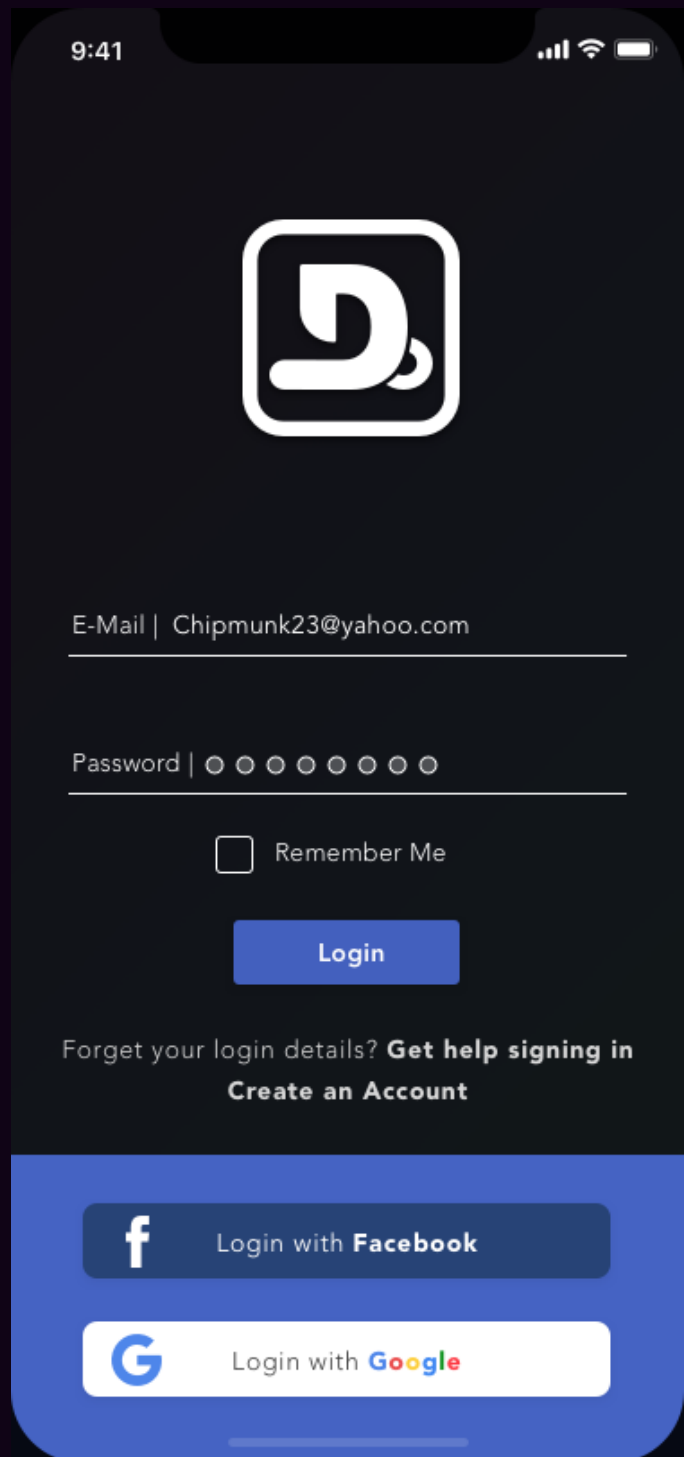 9:41
E-Mail | Chipmunk23@yahoo.com
Password |
Remember Me
Login
Forget your login details? Get help signing in
Create an Account
f Login with Facebook
G Login with Google